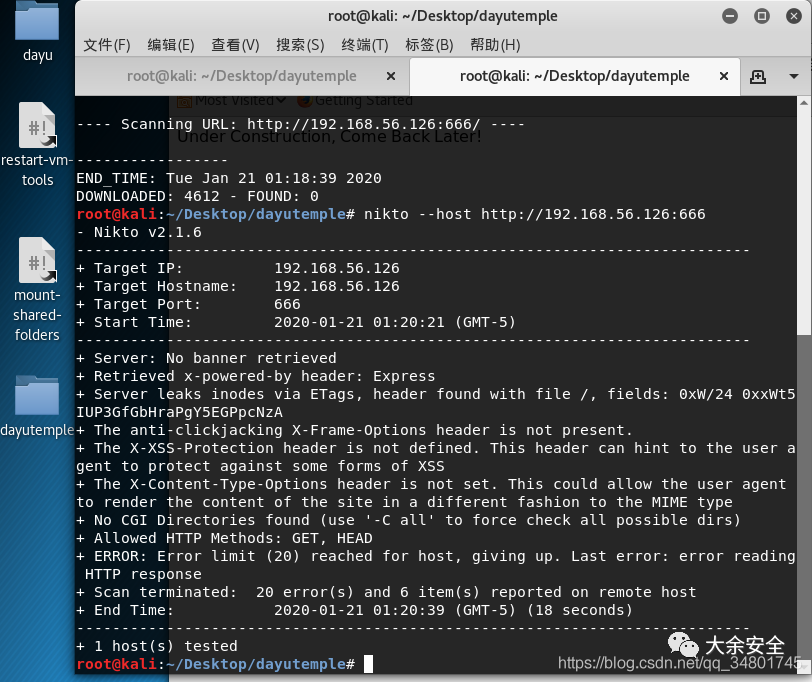 dayu
restart-vm-
tools
mount-
shared-
folders
dayutemple
root@kali: ~/Desktop/dayutemple
文件(F) 编辑(E) 查看(V) 搜索(S) 终端(T) 标签(B) 帮助(H)
root@kali: ~/Desktop/dayutemple × root@kali: ~/Desktop/dayutemple ×
Most Visited Getting Started
---- Scanning URL: http://192.168.56.126:666/ ----
Under Construction, Come Back Later!
-----------------
END_TIME: Tue Jan 21 01:18:39 2020
DOWNLOADED: 4612 - FOUND: 0
root@kali:~/Desktop/dayutemple# nikto --host http://192.168.56.126:666
- Nikto v2.1.6
---------------------------------------------------------------------------
+ Target IP:          192.168.56.126
+ Target Hostname:    192.168.56.126
+ Target Port:        666
+ Start Time:         2020-01-21 01:20:21 (GMT-5)
---------------------------------------------------------------------------
+ Server: No banner retrieved
+ Retrieved x-powered-by header: Express
+ Server leaks inodes via ETags, header found with file /, fields: 0xW/24 0xxWt5
IUP3GfGbHraPgY5EGPpcNzA
+ The anti-clickjacking X-Frame-Options header is not present.
+ The X-XSS-Protection header is not defined. This header can hint to the user a
gent to protect against some forms of XSS
+ The X-Content-Type-Options header is not set. This could allow the user agent
to render the content of the site in a different fashion to the MIME type
+ No CGI Directories found (use '-C all' to force check all possible dirs)
+ Allowed HTTP Methods: GET, HEAD
+ ERROR: Error limit (20) reached for host, giving up. Last error: error reading
 HTTP response
+ Scan terminated:  20 error(s) and 6 item(s) reported on remote host
+ End Time:           2020-01-21 01:20:39 (GMT-5) (18 seconds)
---------------------------------------------------------------------------
+ 1 host(s) tested
root@kali:~/Desktop/dayutemple#
大余安全
https://blog.csdn.net/qq_34801745